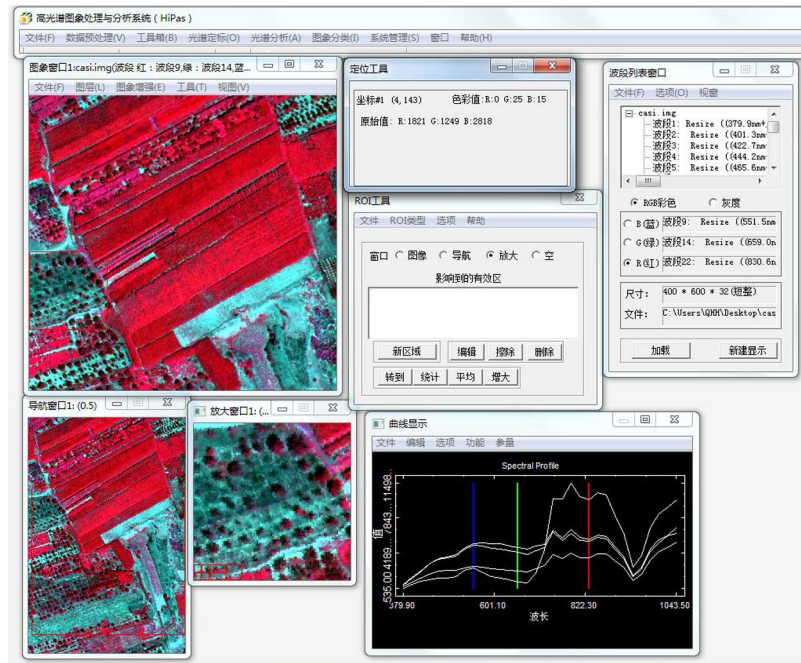 高光谱图象处理与分析系统（HiPas）
文件(F) 数据预处理(V) 工具箱(B) 光谱定标(O) 光谱分析(A) 图象分类(I) 系统管理(S) 窗口 帮助(H)
图象窗口1:casi.img(波段 红：波段9,绿：波段14,蓝...
文件(F) 图层(L) 图象增强(E) 工具(T) 视图(V)
定位工具
坐标#1 (4,143) 色彩值:R:0 G:25 B:15
原始值: R:1821 G:1249 B:2818
波段列表窗口
文件(F) 选项(O) 视窗
casi.img
波段1: Resize ((379.9nm+
波段2: Resize ((401.3nm
波段3: Resize ((422.7nm
波段4: Resize ((444.2nm
波段5: Resize ((465.6nm
RGB彩色 灰度
B(蓝) 波段9: Resize ((551.5nm
G(绿) 波段14: Resize ((659.0n
R(红) 波段22: Resize ((830.6n
尺寸: 400 * 600 * 32(短整)
文件: C:\Users\QHH\Desktop\cas
加载 新建显示
ROI工具
文件 ROI类型 选项 帮助
窗口 图像 导航 放大 空
影响到的有效区
新区域 编辑 擦除 删除
转到 统计 平均 增大
导航窗口1: (0.5)
放大窗口1: (...
曲线显示
文件 编辑 选项 功能 参量
Spectral Profile
值
535.00 4189... 7843... 11498...
379.90 601.10 822.30 1043.50
波长